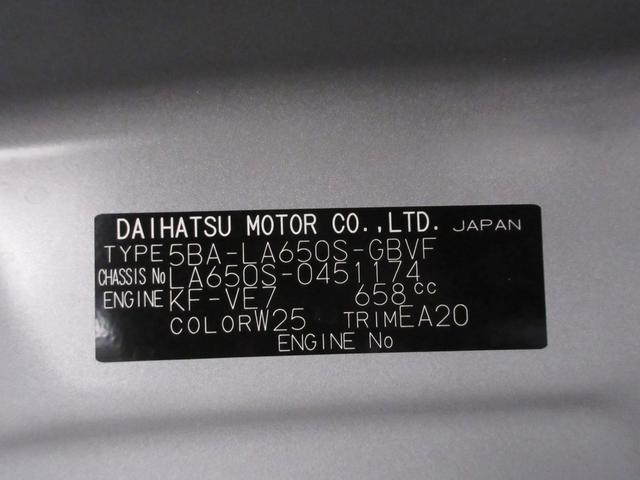 DAIHATSU MOTOR CO.,LTD. JAPAN
TYPE 5BA-LA650S-GBVF
CHASSIS No LA650S-0451174
ENGINE KF-VE7 658cc
COLOR W25 TRIM EA20
ENGINE No